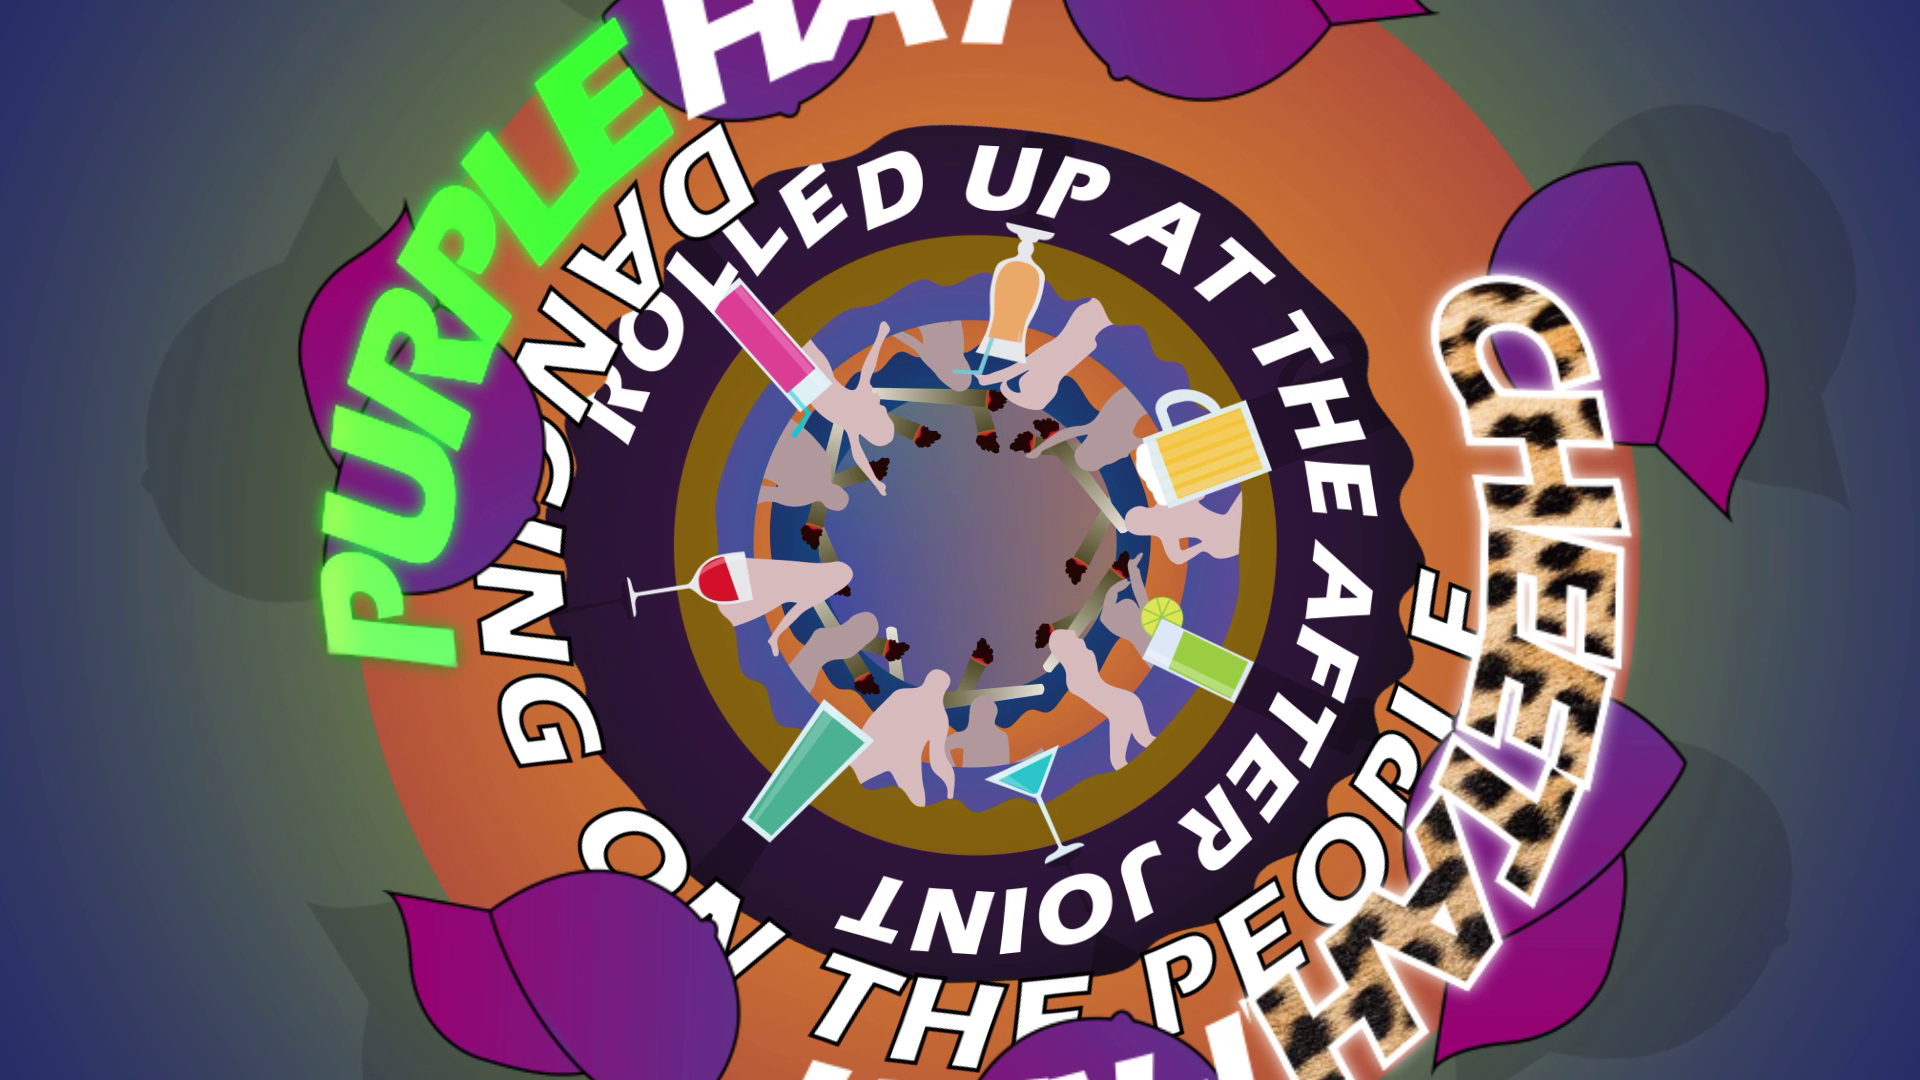 PURPLE HAT
CHEETAH
DANCING ON THE PEOPLE
ROLLED UP AT THE AFTER JOINT